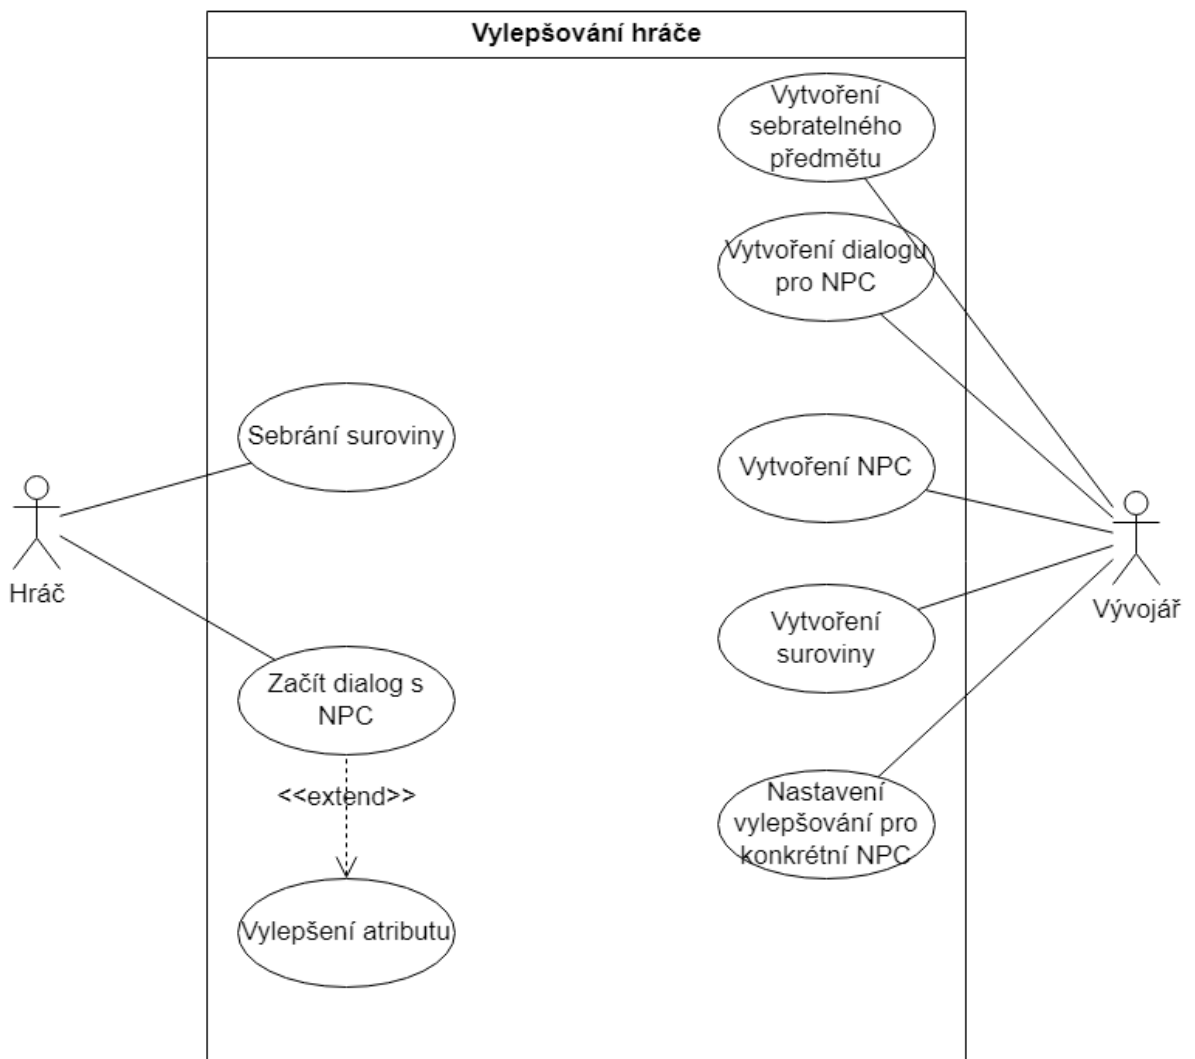 Vylepšování hráče
Vytvoření
sebratelného
předmětu
Vytvoření dialogu
pro NPC
Sebrání suroviny
Vytvoření NPC
Hráč
Vývojář
Vytvoření
suroviny
Začít dialog s
NPC
<<extend>>
Nastavení
vylepšování pro
konkrétní NPC
Vylepšení atributu